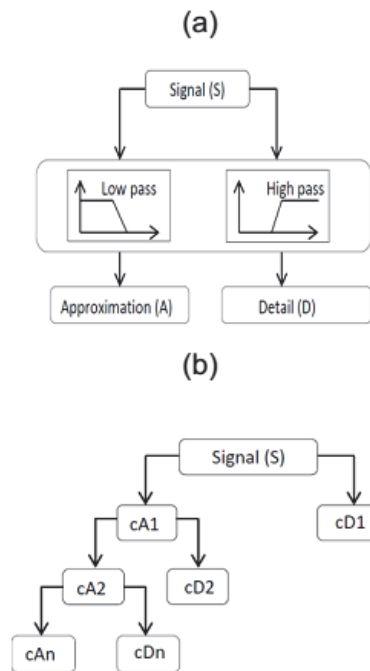 (a)
Signal (S)
Low pass
High pass
Approximation (A)
Detail (D)
(b)
Signal (S)
cA1
cD1
cA2
cD2
cAn
cDn